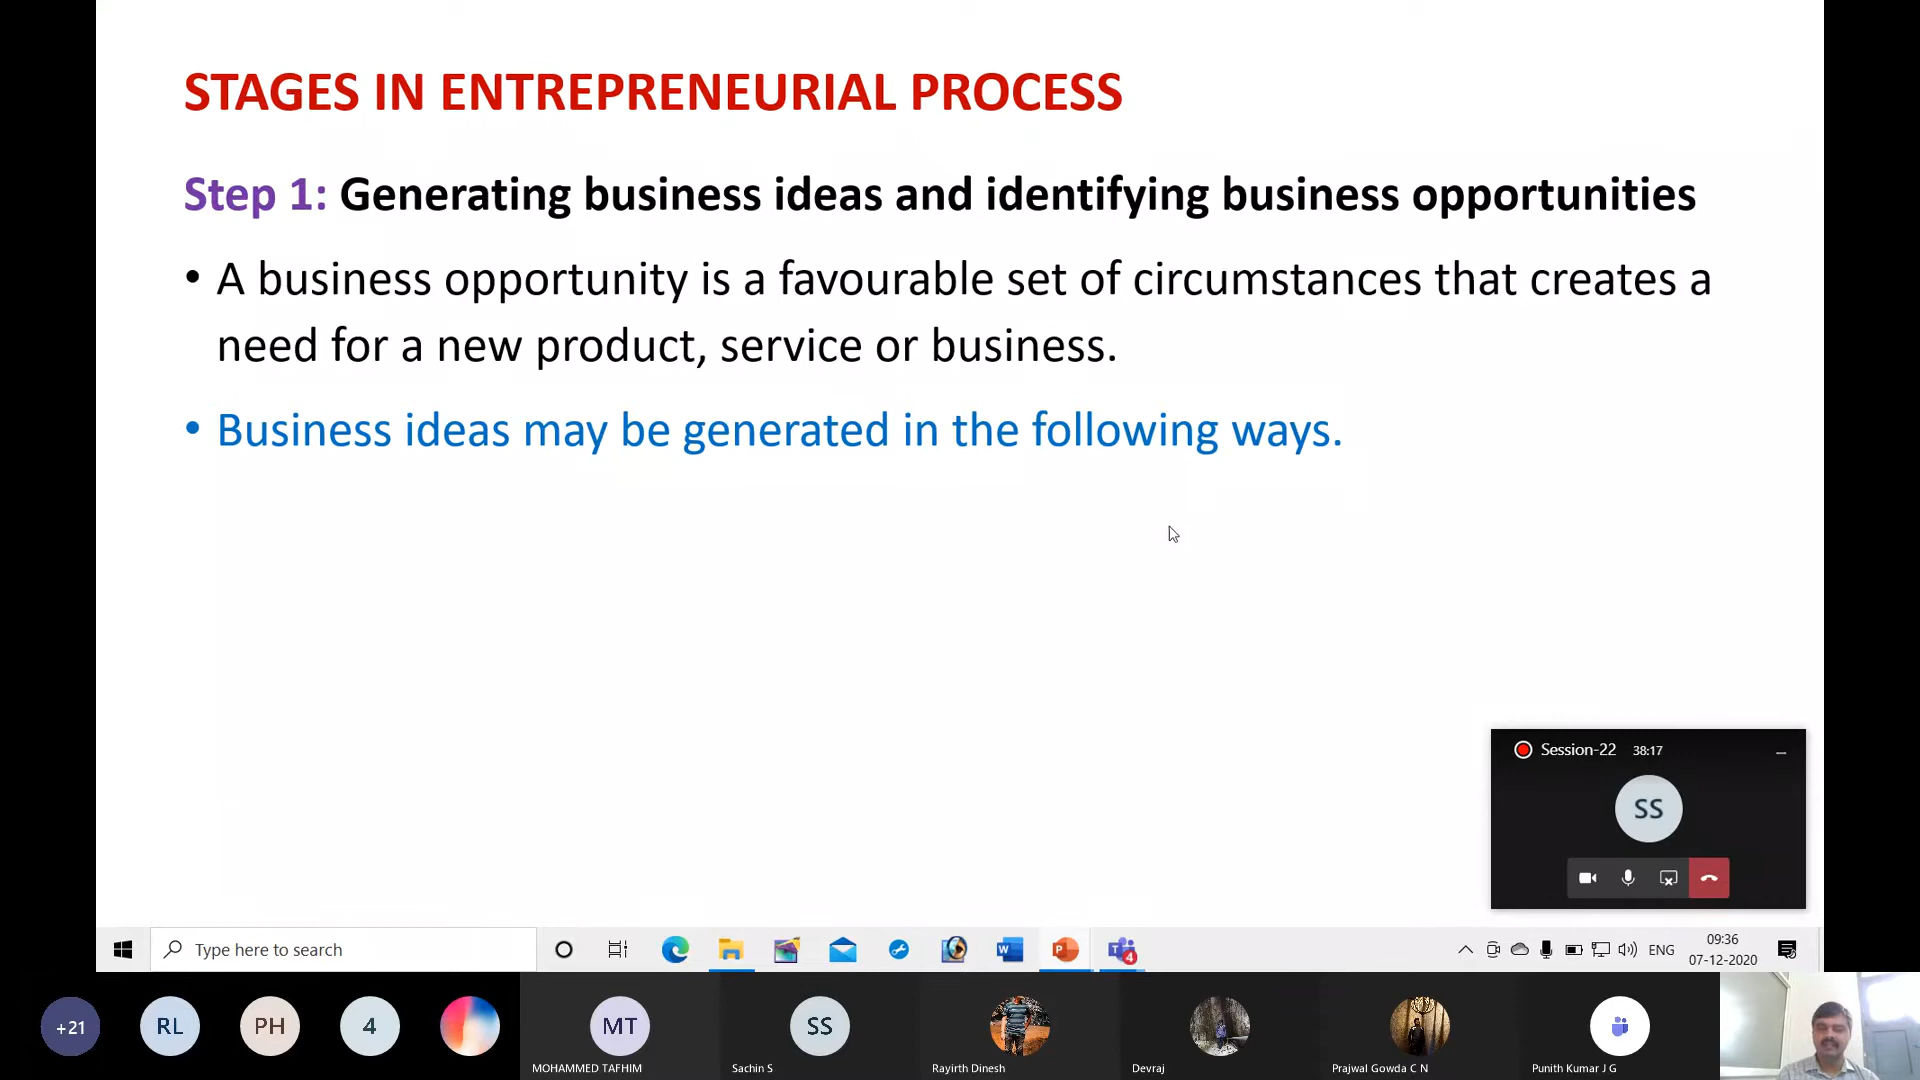 STAGES IN ENTREPRENEURIAL PROCESS
Step 1: Generating business ideas and identifying business opportunities
• A business opportunity is a favourable set of circumstances that creates a
need for a new product, service or business.
• Business ideas may be generated in the following ways.
Session-22 38:17
SS
Type here to search
4
ENG
09:36
07-12-2020
+21
RL
PH
4
MT
SS
MOHAMMED TAFHIM
Sachin S
Rayirth Dinesh
Devraj
Prajwal Gowda C N
Punith Kumar J G